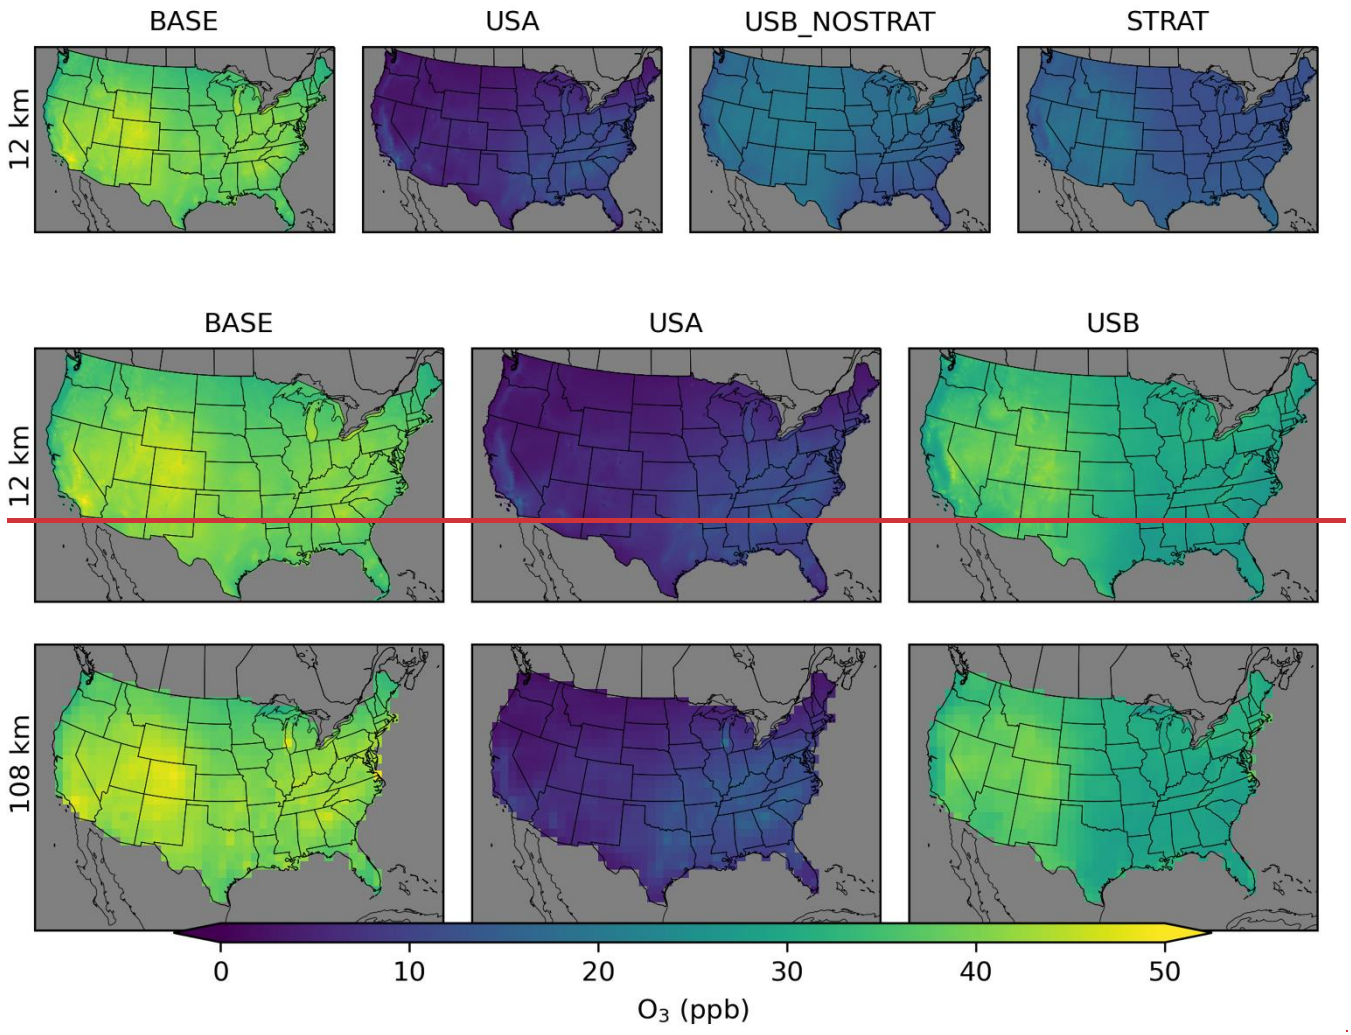 BASE USA USB_NOSTRAT STRAT
12 km
BASE USA USB
12 km
108 km
0 10 20 30 40 50
O₃ (ppb)